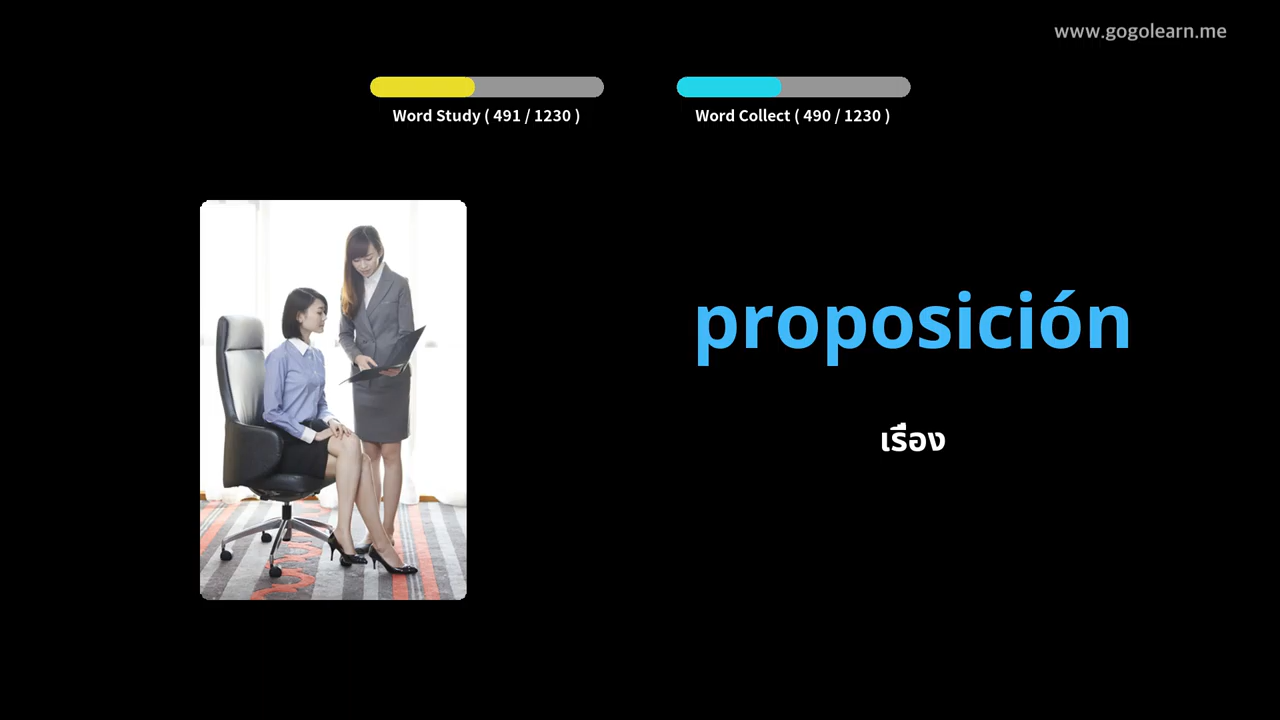 www.gogolearn.me
Word Study ( 491 / 1230 )
Word Collect ( 490 / 1230 )
proposición
เรื่อง